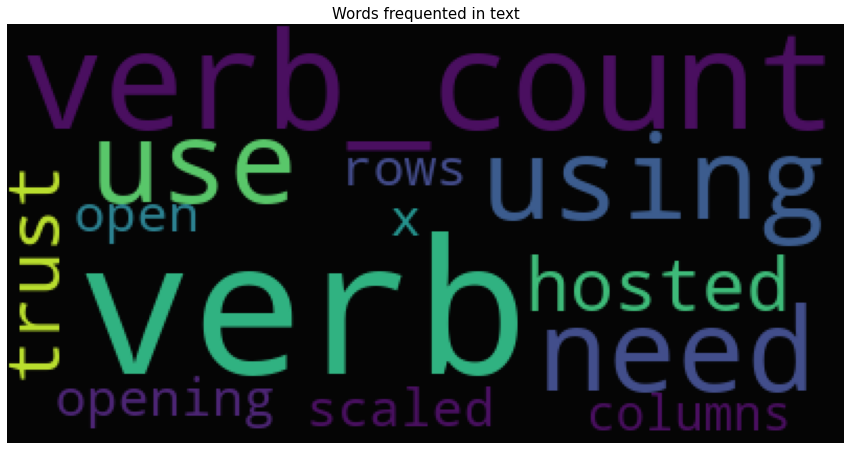 Words frequented in text
verb_count
use
rows
using
open
x
trust
verb
hosted
need
opening
scaled
columns